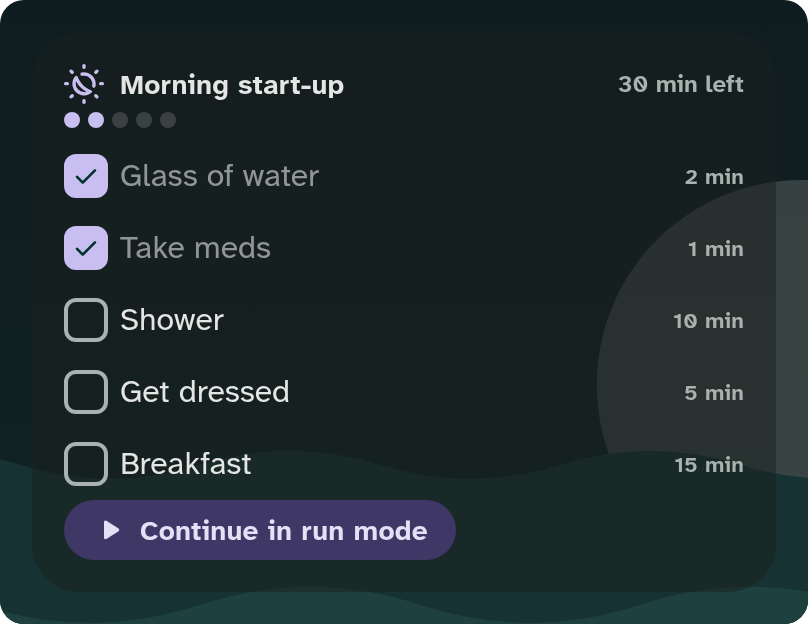 Morning start-up 30 min left
Glass of water 2 min
Take meds 1 min
Shower 10 min
Get dressed 5 min
Breakfast 15 min
Continue in run mode